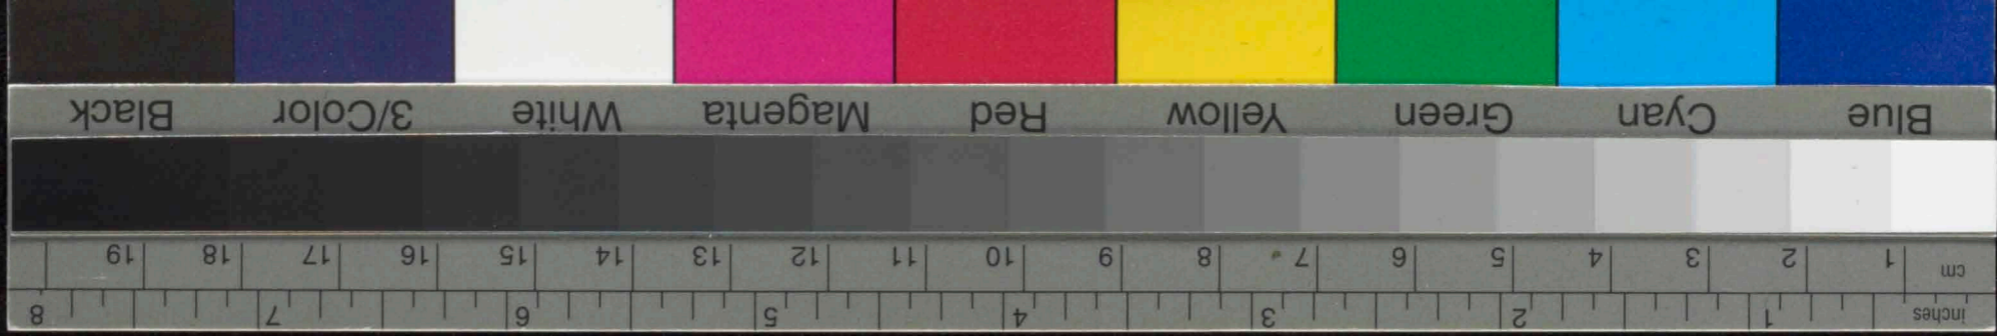 inches 1 2 3 4 5 6 7 8
cm 1 2 3 4 5 6 7 8 9 10 11 12 13 14 15 16 17 18 19
Blue Cyan Green Yellow Red Magenta White 3/Color Black